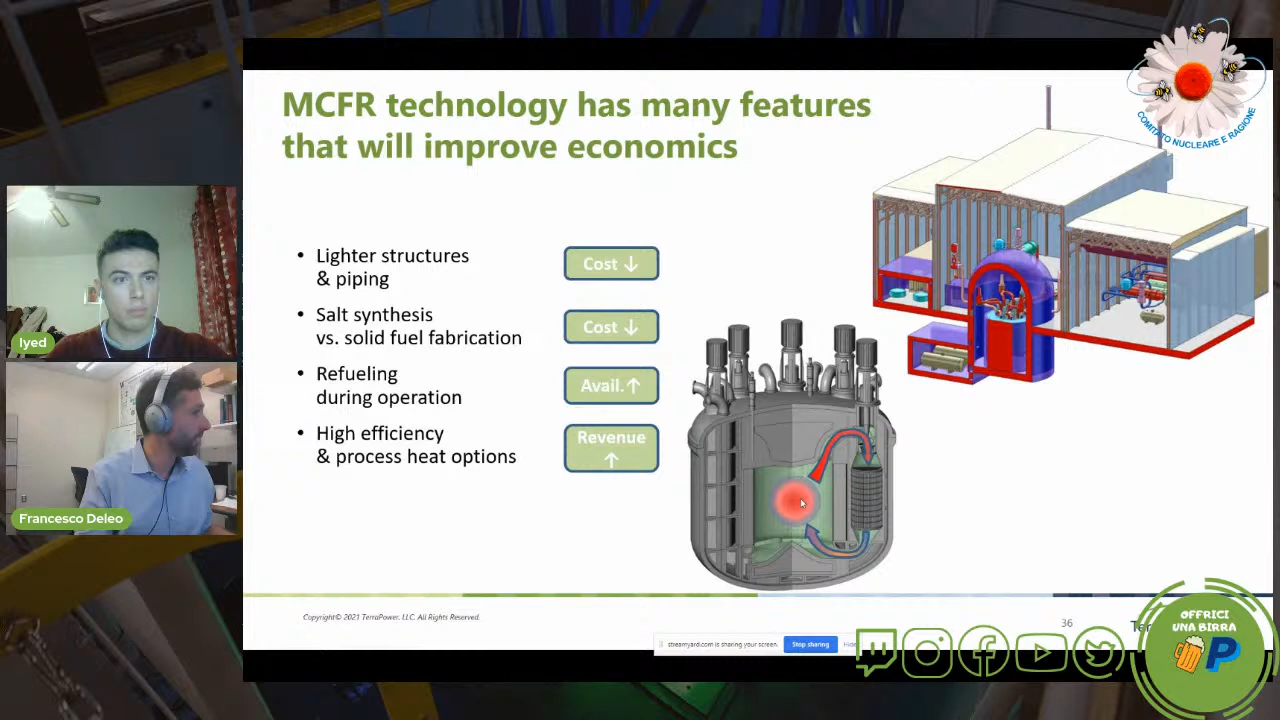 COMITATO NUCLEARE E RAGIONE
MCFR technology has many features
that will improve economics
• Lighter structures
& piping
Cost ↓
• Salt synthesis
vs. solid fuel fabrication
Cost ↓
• Refueling
during operation
Avail.↑
• High efficiency
& process heat options
Revenue
↑
Iyed
Francesco Deleo
Copyright© 2021 TerraPower, LLC. All Rights Reserved.
36
streamyard.com is sharing your screen.
Stop sharing
Hide
OFFRICI
UNA BIRRA